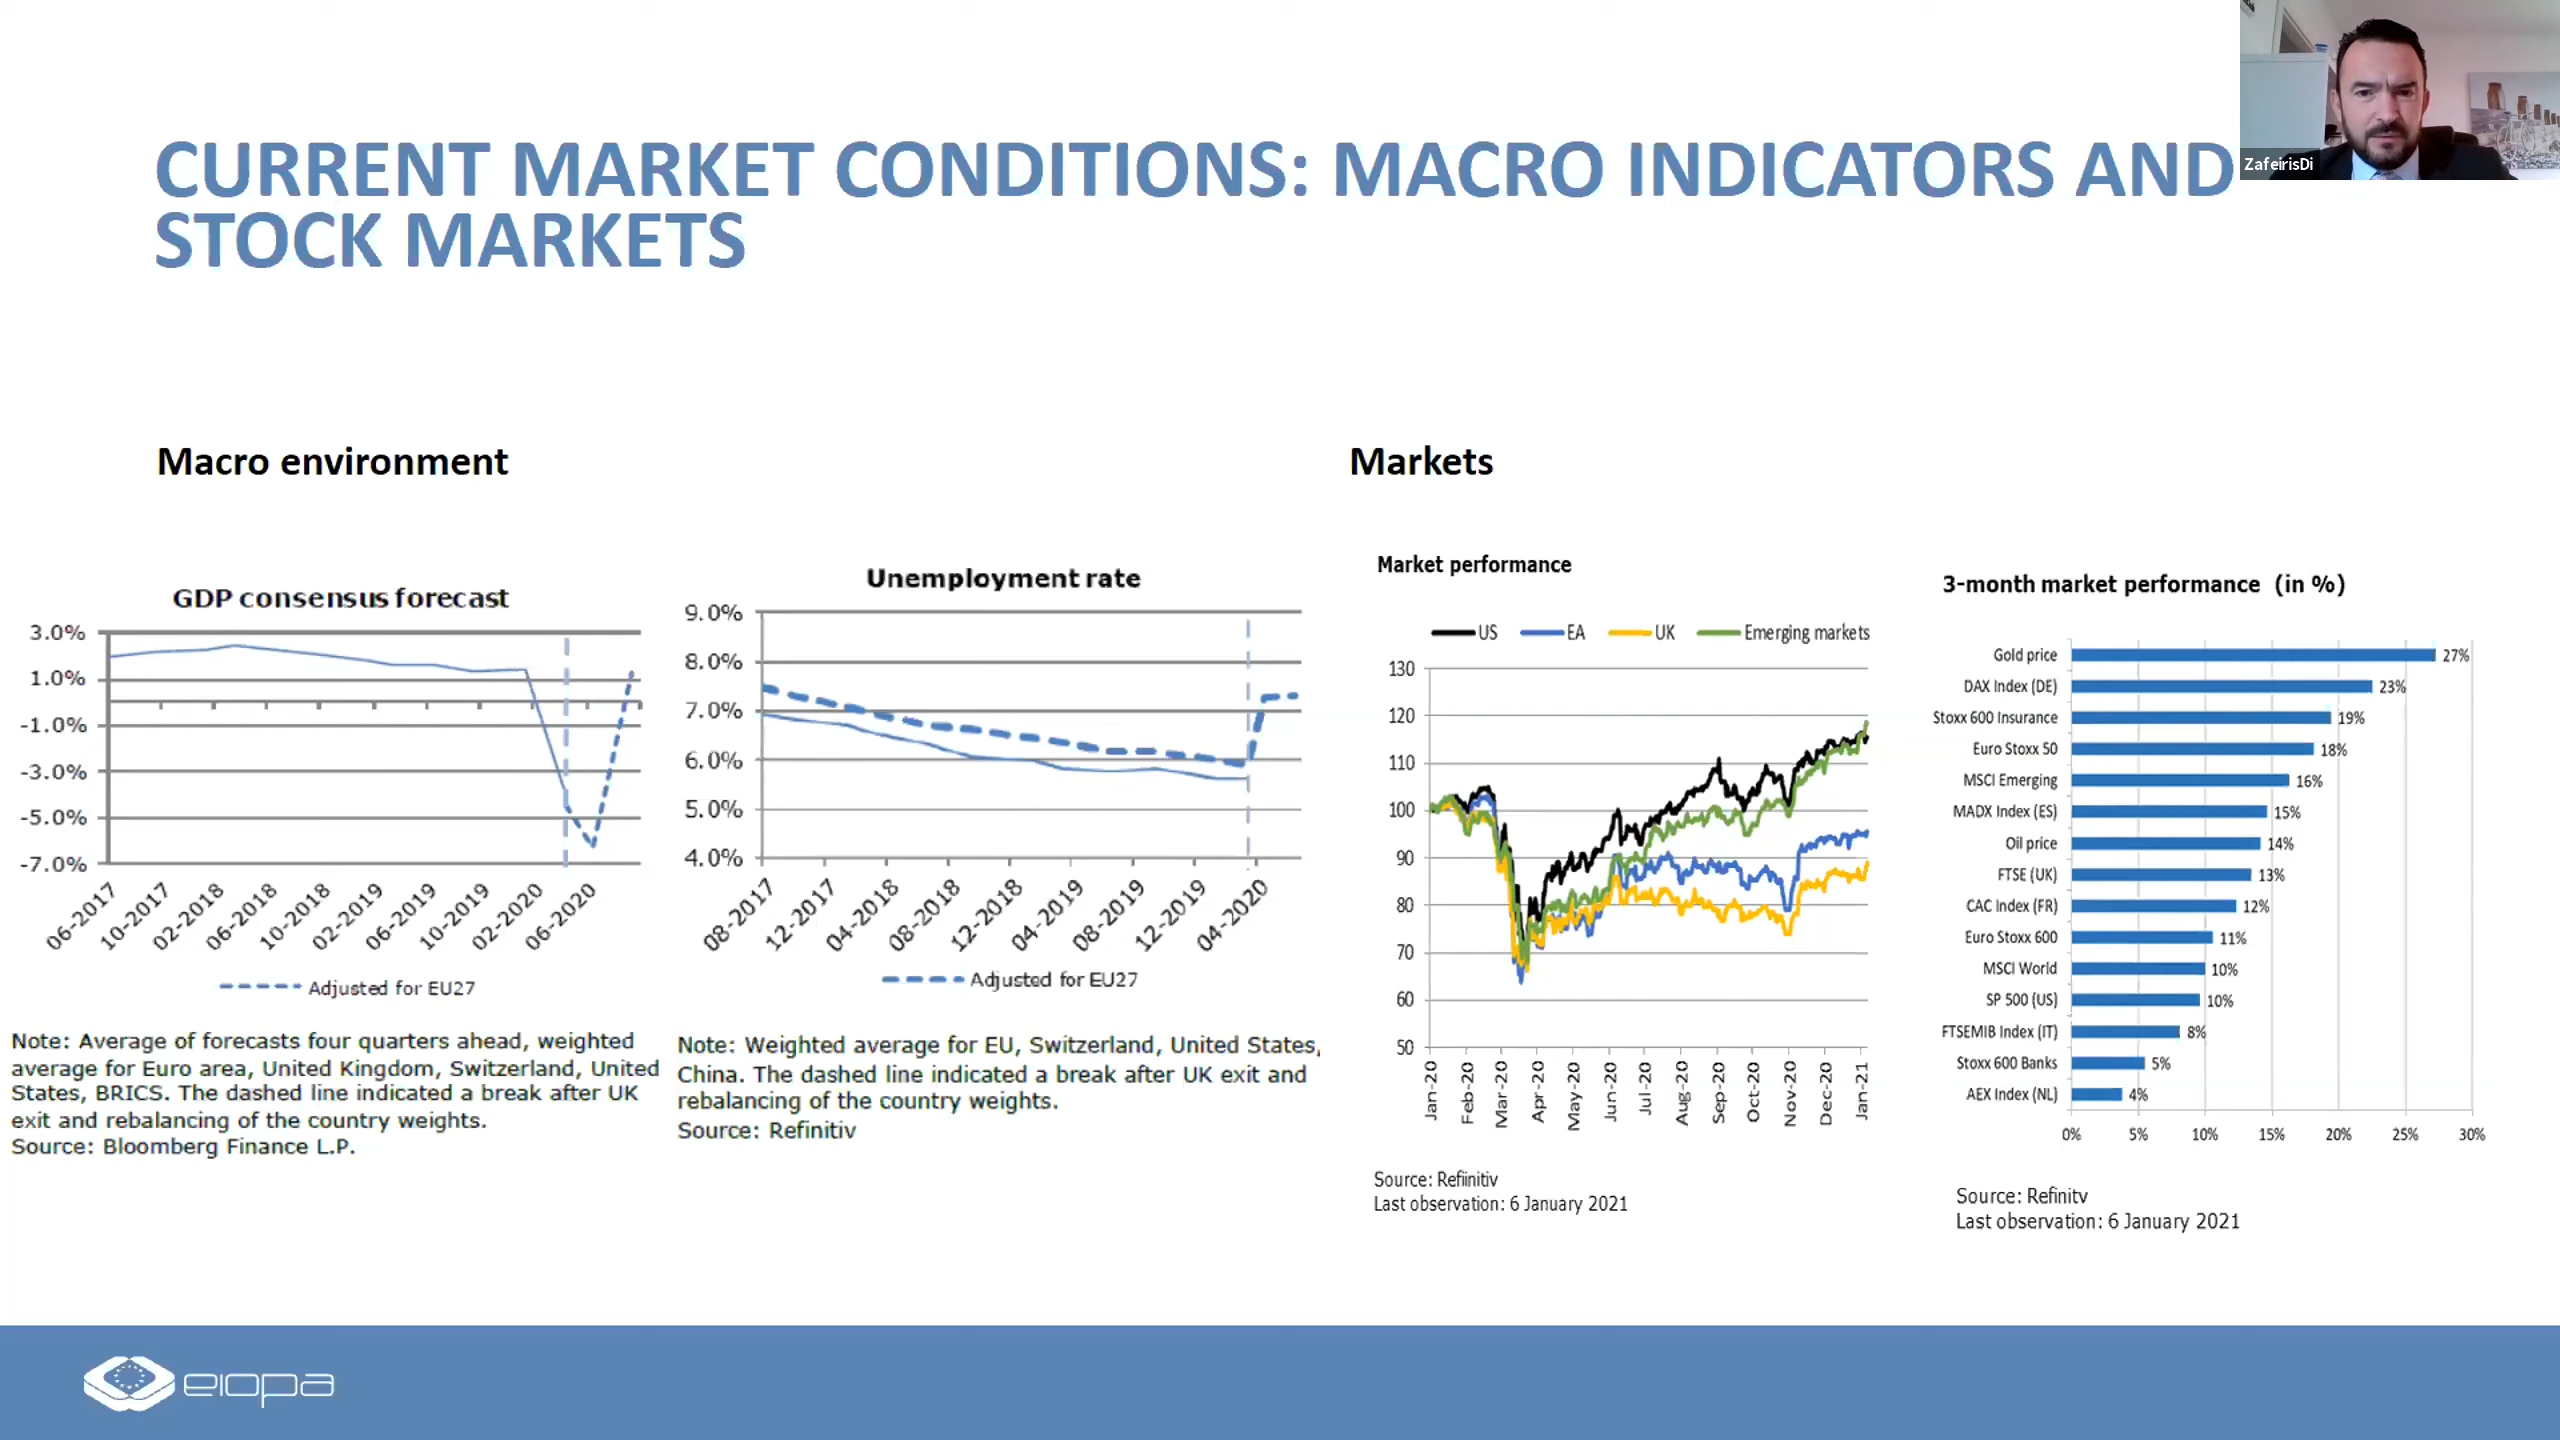 ZafeirisDi
CURRENT MARKET CONDITIONS: MACRO INDICATORS AND
STOCK MARKETS
Macro environment
GDP consensus forecast
3.0%
1.0%
-1.0%
-3.0%
-5.0%
-7.0%
06-2017
10-2017
02-2018
06-2018
10-2018
02-2019
06-2019
10-2019
02-2020
06-2020
Adjusted for EU27
Note: Average of forecasts four quarters ahead, weighted
average for Euro area, United Kingdom, Switzerland, United
States, BRICS. The dashed line indicated a break after UK
exit and rebalancing of the country weights.
Source: Bloomberg Finance L.P.
Unemployment rate
9.0%
8.0%
7.0%
6.0%
5.0%
4.0%
08-2017
12-2017
04-2018
08-2018
12-2018
04-2019
08-2019
12-2019
04-2020
Adjusted for EU27
Note: Weighted average for EU, Switzerland, United States,
China. The dashed line indicated a break after UK exit and
rebalancing of the country weights.
Source: Refinitiv
Markets
Market performance
US EA UK Emerging markets
130
120
110
100
90
80
70
60
50
Jan-20
Feb-20
Mar-20
Apr-20
May-20
Jun-20
Jul-20
Aug-20
Sep-20
Oct-20
Nov-20
Dec-20
Jan-21
Source: Refiinitiv
Last observation: 6 January 2021
3-month market performance (in %)
Gold price 27%
DAX Index (DE) 23%
Stoxx 600 Insurance 19%
Euro Stoxx 50 18%
MSCI Emerging 16%
MADX Index (ES) 15%
Oil price 14%
FTSE (UK) 13%
CAC Index (FR) 12%
Euro Stoxx 600 11%
MSCI World 10%
SP 500 (US) 10%
FTSEMIB Index (IT) 8%
Stoxx 600 Banks 5%
AEX Index (NL) 4%
0% 5% 10% 15% 20% 25% 30%
Source: Refinitv
Last observation: 6 January 2021
eiopa